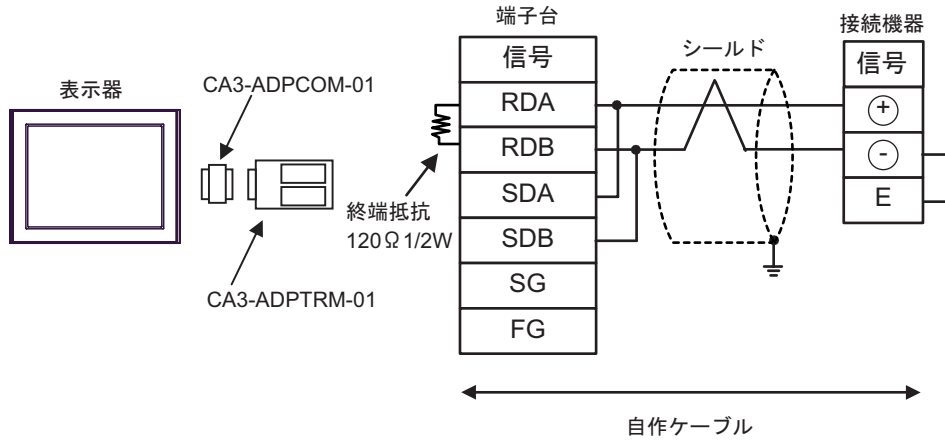 表示器
CA3-ADPCOM-01
CA3-ADPTRM-01
終端抵抗
120Ω1/2W
端子台
信号
RDA
RDB
SDA
SDB
SG
FG
シールド
接続機器
信号
+
-
E
自作ケーブル